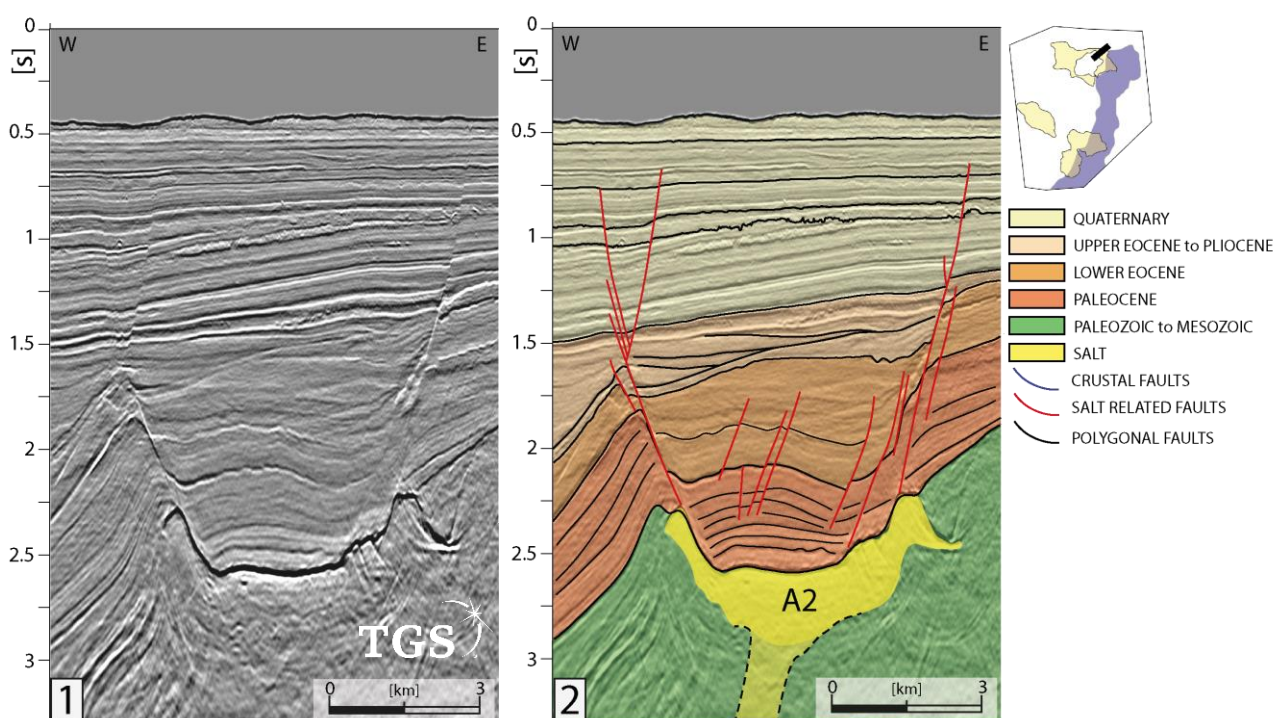 0
[s]
W
E
0.5
1
1.5
2
2.5
3
TGS
1
0 [km] 3
0
[s]
W
E
0.5
1
1.5
2
2.5
3
A2
2
0 [km] 3
QUATERNARY
UPPER EOCENE to PLIOCENE
LOWER EOCENE
PALEOCENE
PALEOZOIC to MESOZOIC
SALT
CRUSTAL FAULTS
SALT RELATED FAULTS
POLYGONAL FAULTS